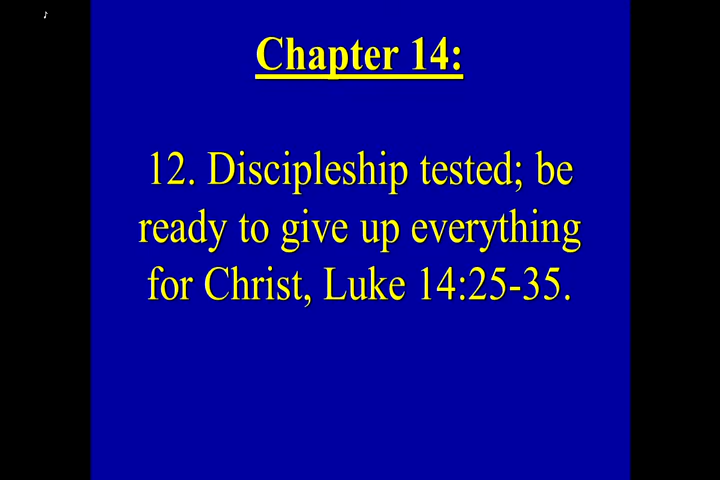 ♪
Chapter 14:
12. Discipleship tested; be
ready to give up everything
for Christ, Luke 14:25-35.